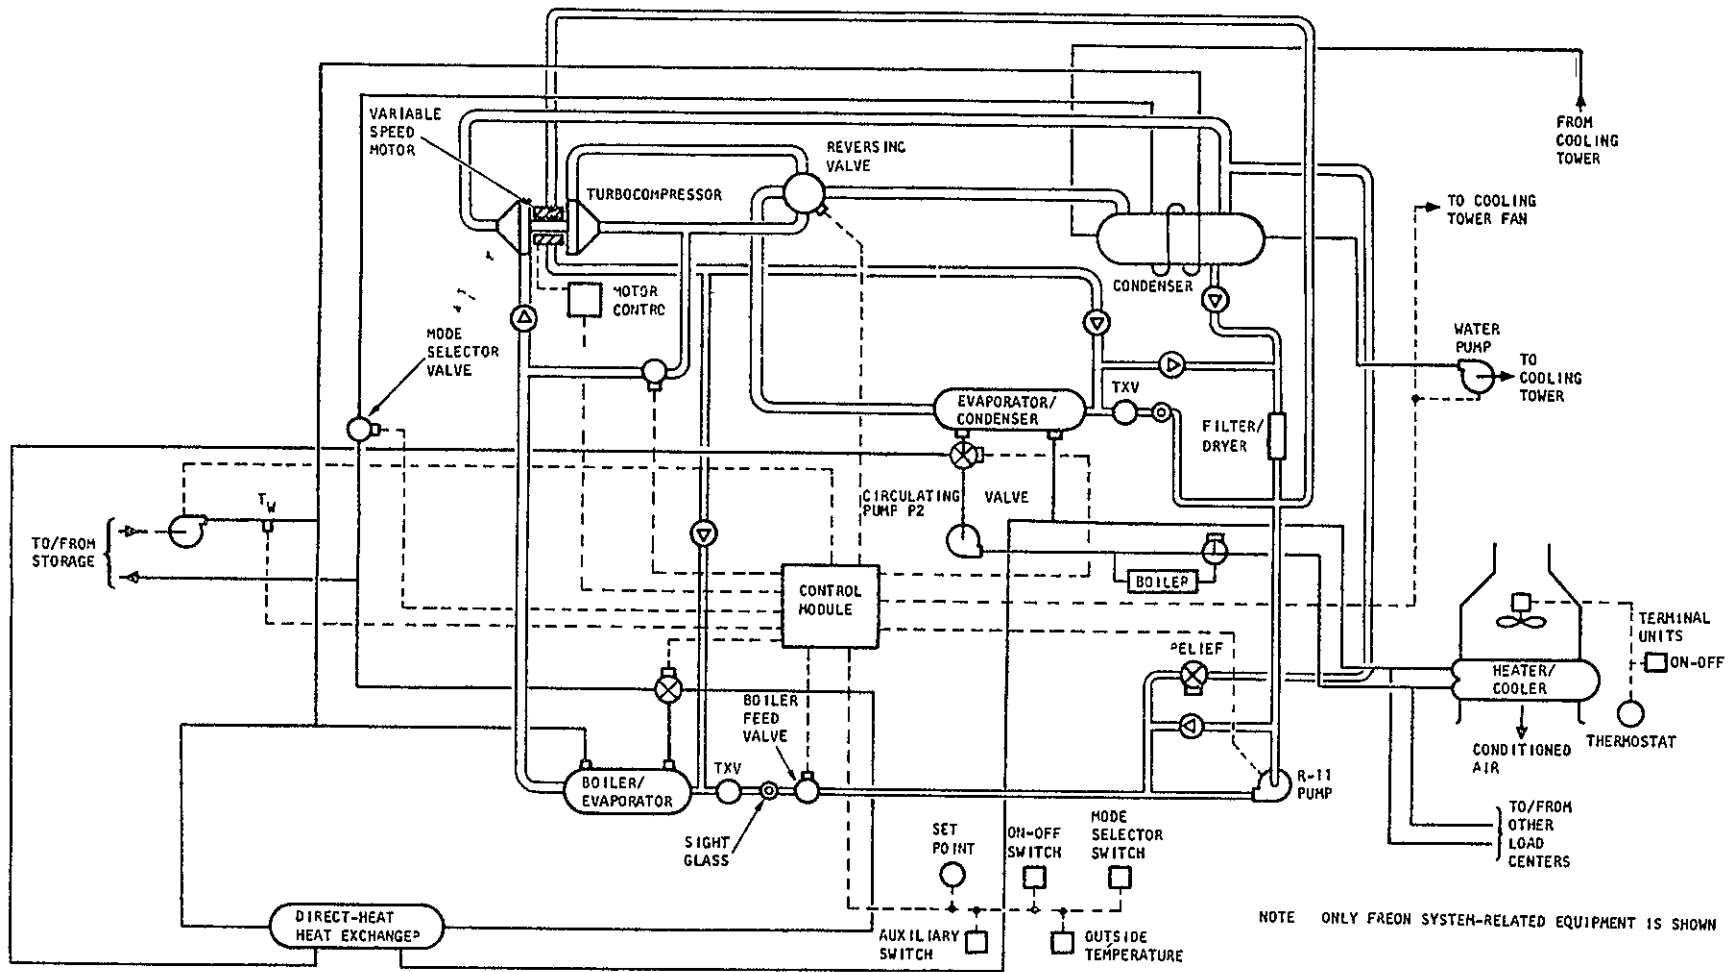 VARIABLE
SPEED
MOTOR
REVERSING
VALVE
TURBOCOMPRESSOR
FROM
COOLING
TOWER
TO COOLING
TOWER FAN
CONDENSER
MOTOR
CONTRC
MODE
SELECTOR
VALVE
WATER
PUMP
TO
COOLING
TOWER
TXV
EVAPORATOR/
CONDENSER
FILTER/
DRYER
TW
CIRCULATING
PUMP P2
VALVE
TO/FROM
STORAGE
BOILER
CONTROL
MODULE
TERMINAL
UNITS
ON-OFF
PELIEF
HEATER/
COOLER
BOILER
FEED
VALVE
THERMOSTAT
CONDITIONED
AIR
TXV
BOILER/
EVAPORATOR
R-11
PUMP
SIGHT
GLASS
SET
POINT
ON-OFF
SWITCH
MODE
SELECTOR
SWITCH
TO/FROM
OTHER
LOAD
CENTERS
DIRECT-HEAT
HEAT EXCHANGEP
AUXILIARY
SWITCH
OUTSIDE
TEMPERATURE
NOTE ONLY FREON SYSTEM-RELATED EQUIPMENT IS SHOWN